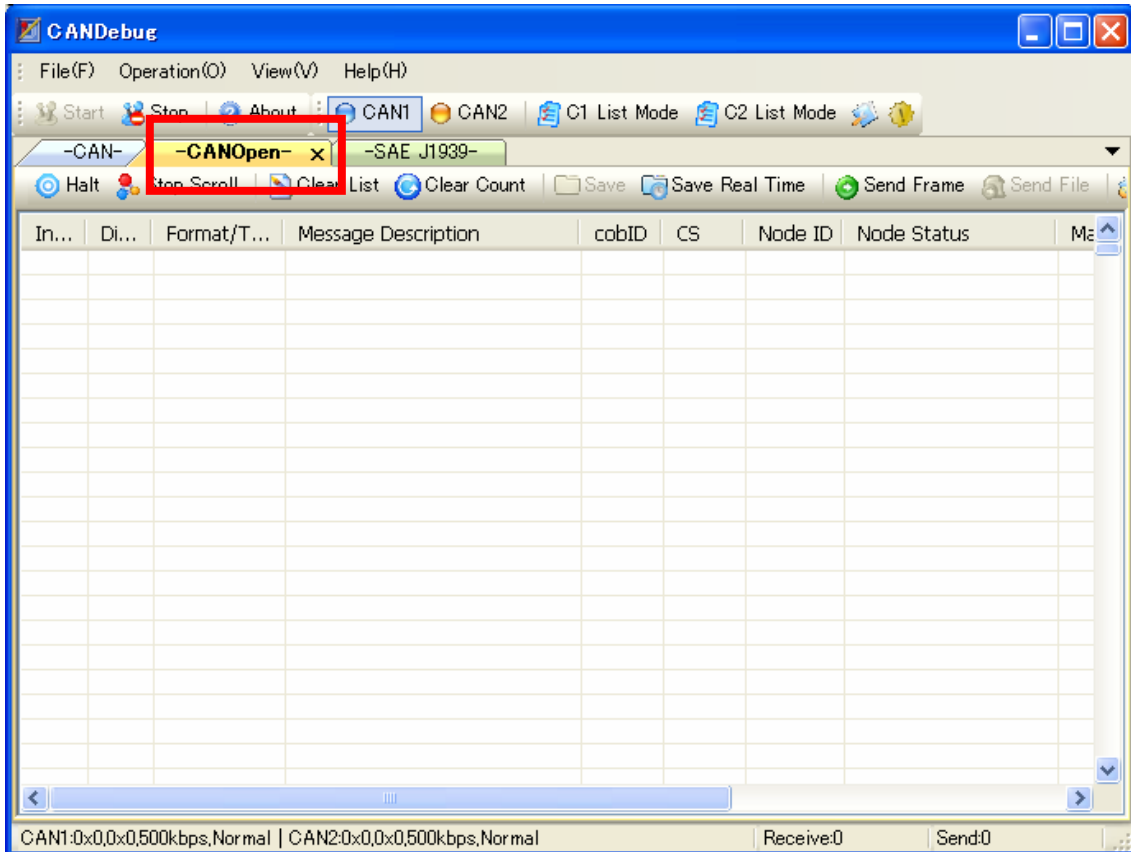 CANDebug
File(F) Operation(O) View(V) Help(H)
Start Stop About CAN1 CAN2 C1 List Mode C2 List Mode
-CAN- -CANOpen- x -SAE J1939-
Halt Stop Scroll Clear List Clear Count Save Save Real Time Send Frame Send File
In... Di... Format/T... Message Description cobID CS Node ID Node Status Ma
CAN1:0x0,0x0,500kbps,Normal | CAN2:0x0,0x0,500kbps,Normal Receive:0 Send:0